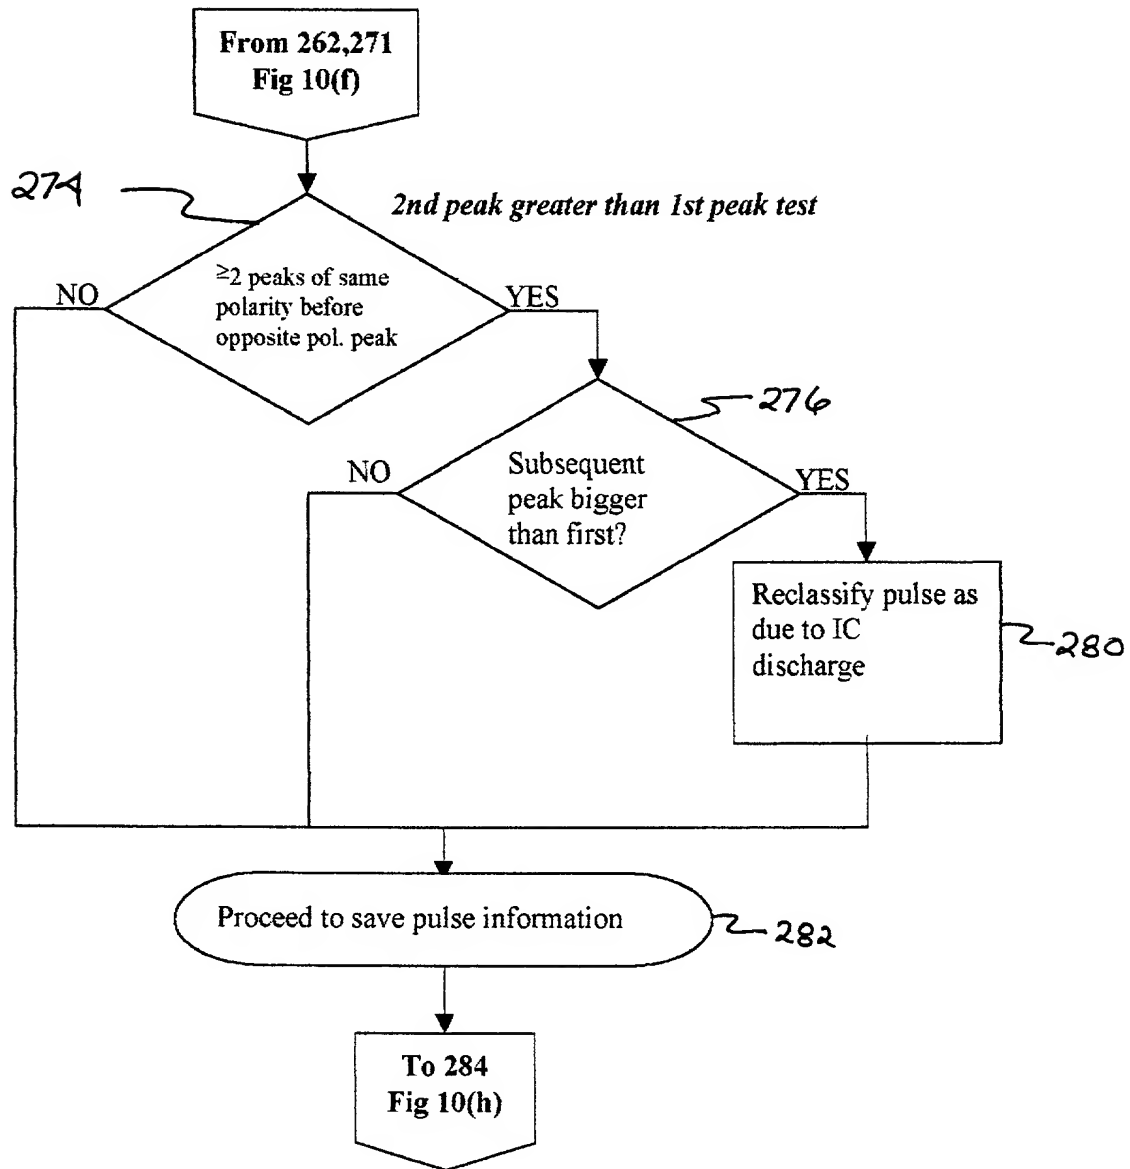 From 262,271
Fig 10(f)
274
2nd peak greater than 1st peak test
≧2 peaks of same
polarity before
opposite pol. peak
NO
YES
276
Subsequent
peak bigger
than first?
NO
YES
Reclassify pulse as
due to IC
discharge
280
Proceed to save pulse information
282
To 284
Fig 10(h)